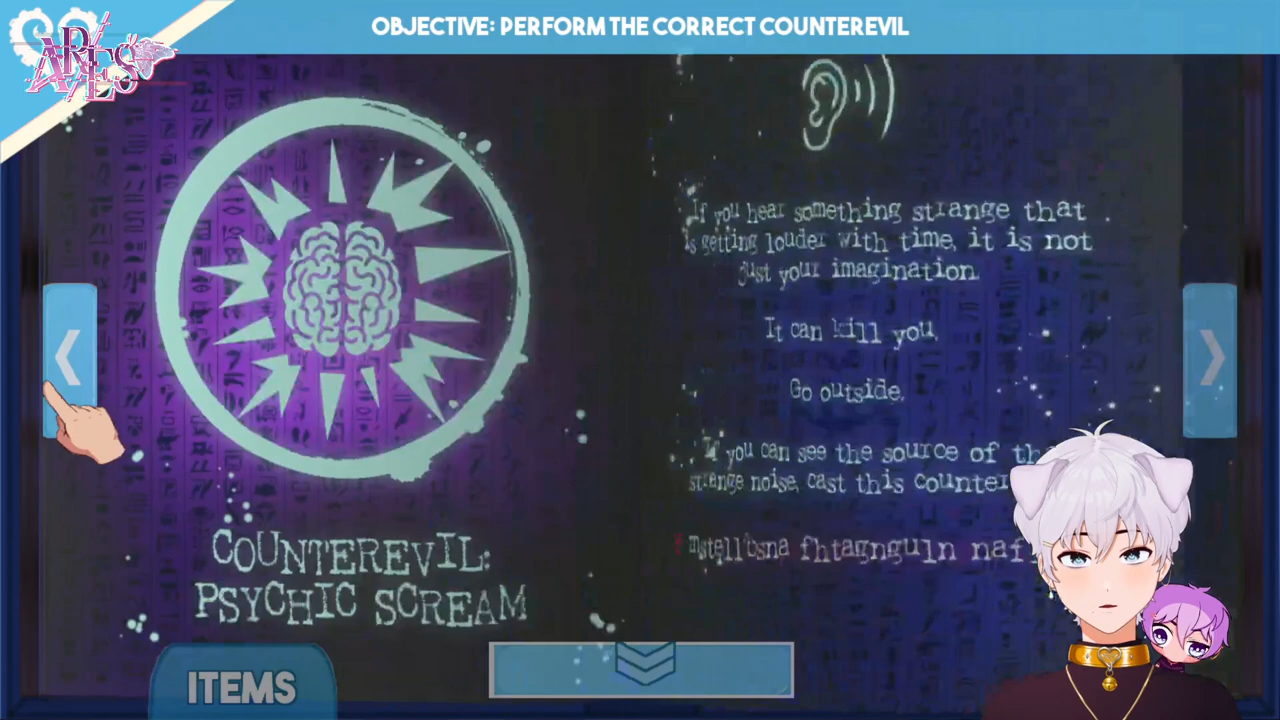 OBJECTIVE: PERFORM THE CORRECT COUNTEREVIL
ARES
If you hear something strange that
is getting louder with time, it is not
just your imagination.
It can kill you.
Go outside.
If you can see the source of
strange noise, cast this
fhtagnguln
COUNTEREVIL:
PSYCHIC SCREAM
ITEMS